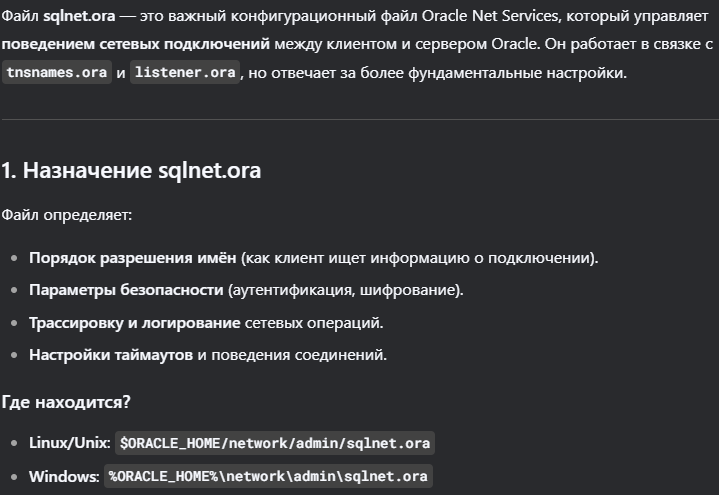 Файл sqlnet.ora — это важный конфигурационный файл Oracle Net Services, который управляет
поведением сетевых подключений между клиентом и сервером Oracle. Он работает в связке с
tnsnames.ora и listener.ora, но отвечает за более фундаментальные настройки.
1. Назначение sqlnet.ora
Файл определяет:
• Порядок разрешения имён (как клиент ищет информацию о подключении).
• Параметры безопасности (аутентификация, шифрование).
• Трассировку и логирование сетевых операций.
• Настройки таймаутов и поведения соединений.
Где находится?
• Linux/Unix: $ORACLE_HOME/network/admin/sqlnet.ora
• Windows: %ORACLE_HOME%\network\admin\sqlnet.ora